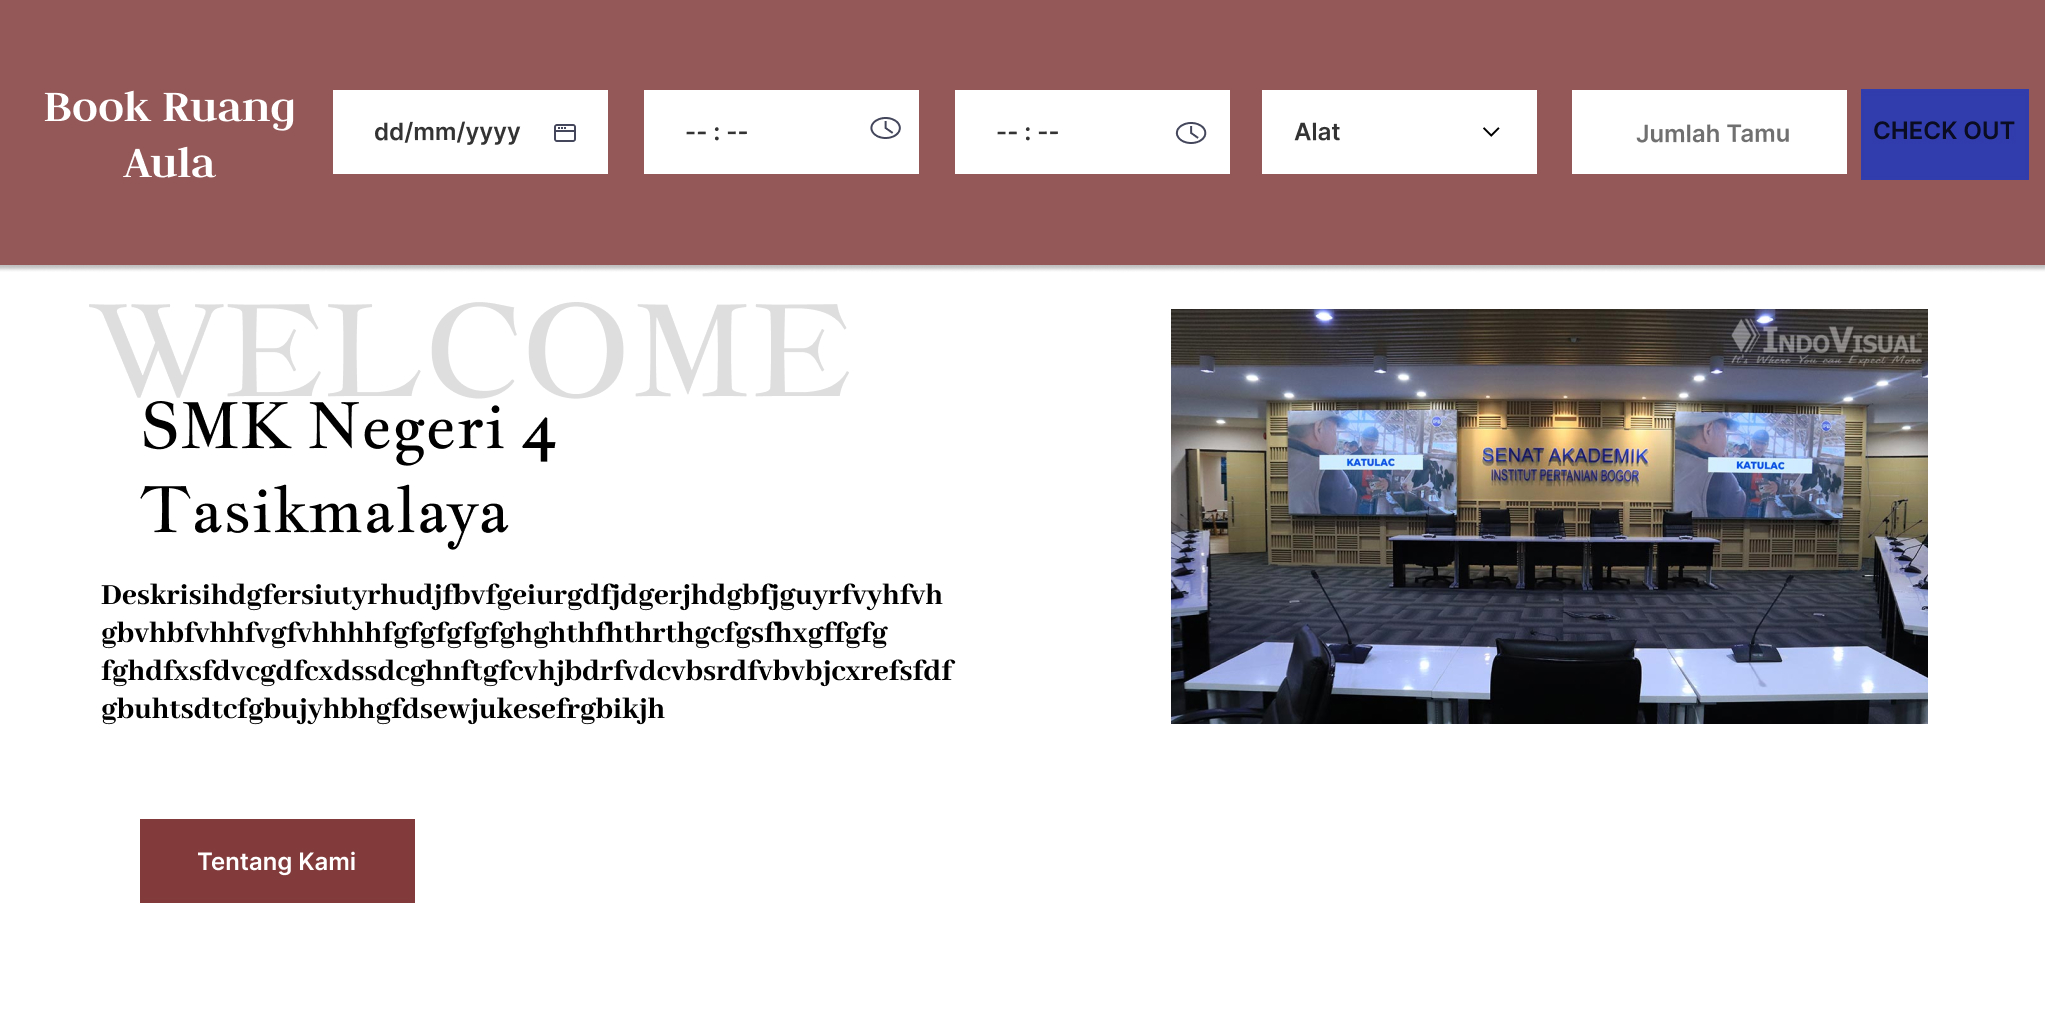 Book Ruang
Aula
dd/mm/yyyy
-- : --
-- : --
Alat
Jumlah Tamu
CHECK OUT
WELCOME
SMK Negeri 4
Tasikmalaya
Deskrisihdgfersiutyrhudjfbvfgeiurgdfjdgerjhdgbfjguyrfvyhfvh
gbvhbfvhhfvgfvhhhhfgfgfgfgfghghthfhthrthgcfgsfhxgffgfg
fghdfxsfdvcgdfcxdssdcghnftgfcvhjbdrfvdcvbsrdfvbvbjcxrefsfdf
gbuhtsdtcfgbujyhbhgfdsewjukesefrgbikjh
Tentang Kami
INDOVISUAL
It's Where You can Expect More
KATULAC
SENAT AKADEMIK
INSTITUT PERTANIAN BOGOR
KATULAC